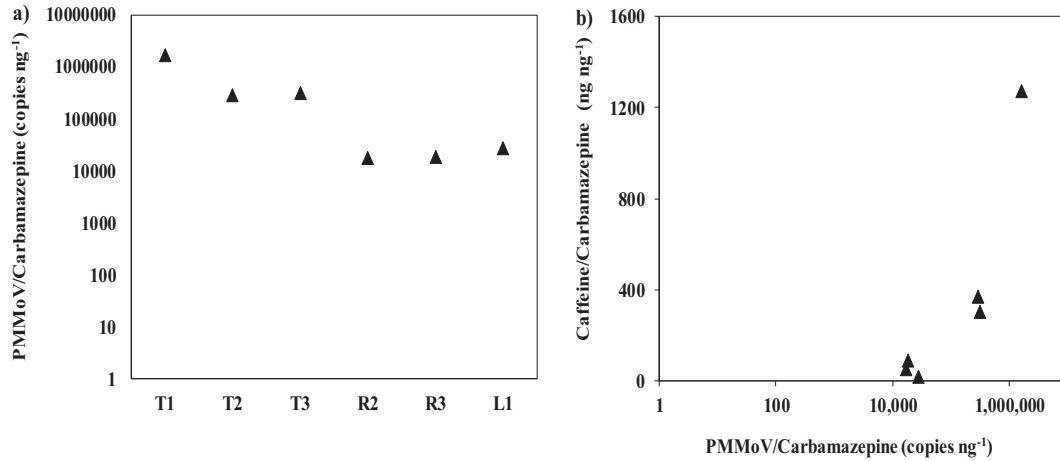 a)
PMMoV/Carbamazepine (copies ng⁻¹)
10000000
1000000
100000
10000
1000
100
10
1
T1 T2 T3 R2 R3 L1
b)
Caffeine/Carbamazepine (ng ng⁻¹)
1600
1200
800
400
0
1 100 10,000 1,000,000
PMMoV/Carbamazepine (copies ng⁻¹)